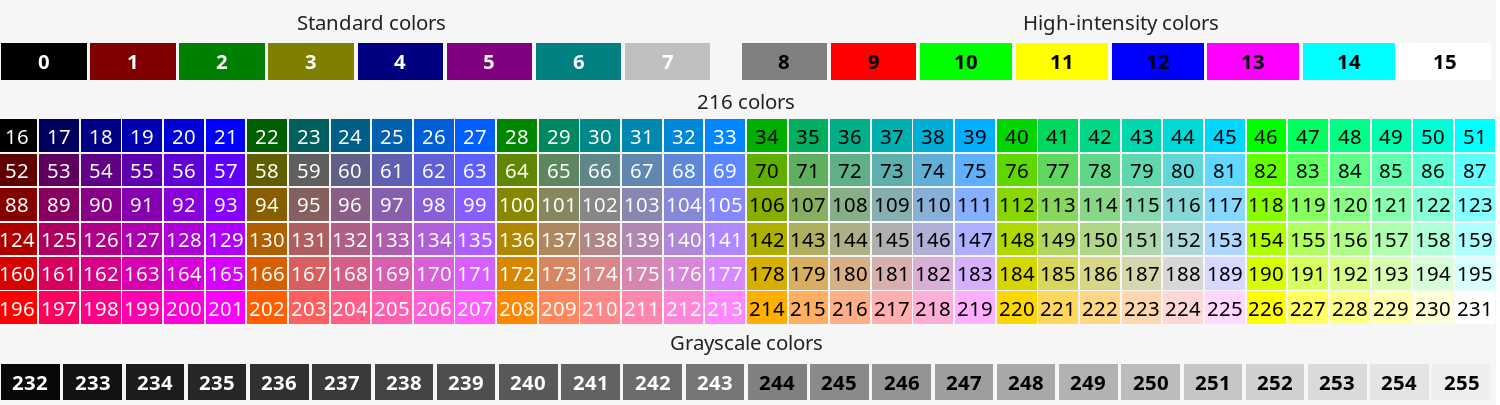 Standard colors High-intensity colors
0 1 2 3 4 5 6 7 8 9 10 11 12 13 14 15
216 colors
16 17 18 19 20 21 22 23 24 25 26 27 28 29 30 31 32 33 34 35 36 37 38 39 40 41 42 43 44 45 46 47 48 49 50 51
52 53 54 55 56 57 58 59 60 61 62 63 64 65 66 67 68 69 70 71 72 73 74 75 76 77 78 79 80 81 82 83 84 85 86 87
88 89 90 91 92 93 94 95 96 97 98 99 100 101 102 103 104 105 106 107 108 109 110 111 112 113 114 115 116 117 118 119 120 121 122 123
124 125 126 127 128 129 130 131 132 133 134 135 136 137 138 139 140 141 142 143 144 145 146 147 148 149 150 151 152 153 154 155 156 157 158 159
160 161 162 163 164 165 166 167 168 169 170 171 172 173 174 175 176 177 178 179 180 181 182 183 184 185 186 187 188 189 190 191 192 193 194 195
196 197 198 199 200 201 202 203 204 205 206 207 208 209 210 211 212 213 214 215 216 217 218 219 220 221 222 223 224 225 226 227 228 229 230 231
Grayscale colors
232 233 234 235 236 237 238 239 240 241 242 243 244 245 246 247 248 249 250 251 252 253 254 255